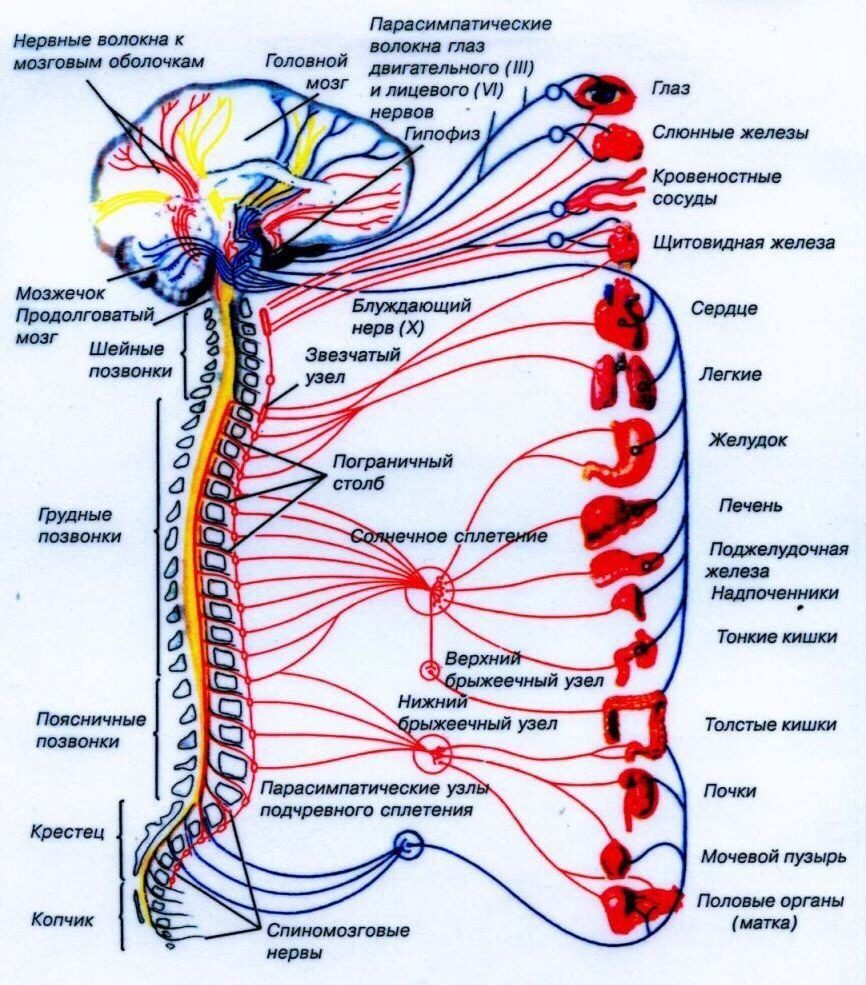 Нервные волокна к
мозговым оболочкам
Головной
мозг
Парасимпатические
волокна глаз
двигательного (III)
и лицевого (VI)
нервов
Гипофиз
Глаз
Слюнные железы
Кровеностные
сосуды
Щитовидная железа
Мозжечок
Продолговатый
мозг
Шейные
позвонки
Блуждающий
нерв (X)
Звезчатый
узел
Сердце
Легкие
Желудок
Пограничный
столб
Грудные
позвонки
Солнечное сплетение
Печень
Поджелудочная
железа
Надпоченники
Тонкие кишки
Верхний
брыжеечный узел
Нижний
брыжеечный узел
Поясничные
позвонки
Толстые кишки
Парасимпатические узлы
подчревного сплетения
Почки
Крестец
Мочевой пузырь
Копчик
Половые органы
(матка)
Спиномозговые
нервы